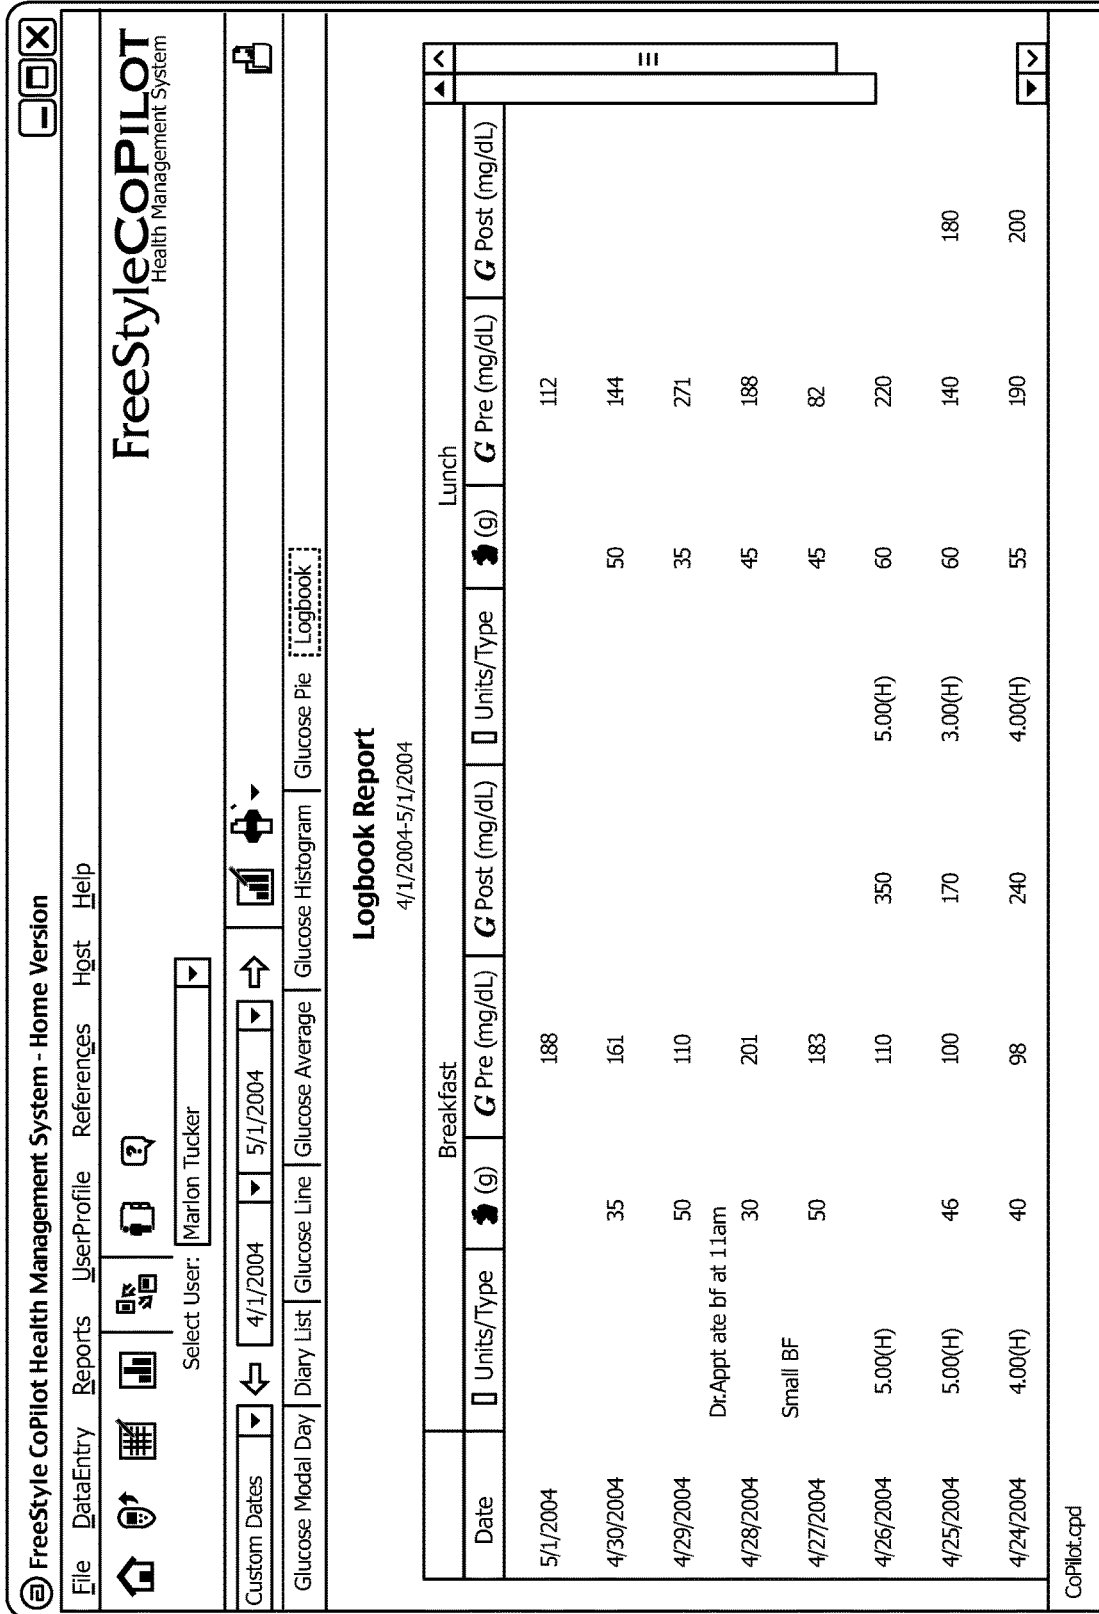 FreeStyle CoPilot Health Management System - Home Version
File DataEntry Reports UserProfile References Host Help
FreeStyleCoPilot
Health Management System
Select User: Marlon Tucker
Custom Dates 4/1/2004 5/1/2004
Glucose Modal Day Diary List Glucose Line Glucose Average Glucose Histogram Glucose Pie Logbook
Logbook Report
4/1/2004-5/1/2004
Breakfast Lunch
Date Units/Type (g) G Pre (mg/dL) G Post (mg/dL) Units/Type (g) G Pre (mg/dL) G Post (mg/dL)
5/1/2004 188 112
4/30/2004 35 161 50 144
4/29/2004 50 110 35 271
Dr.Appt ate bf at 11am
4/28/2004 30 201 45 188
Small BF
4/27/2004 50 183 45 82
4/26/2004 5.00(H) 110 350 5.00(H) 60 220
4/25/2004 5.00(H) 46 100 170 3.00(H) 60 140 180
4/24/2004 4.00(H) 40 98 240 4.00(H) 55 190 200
CoPilot.cpd